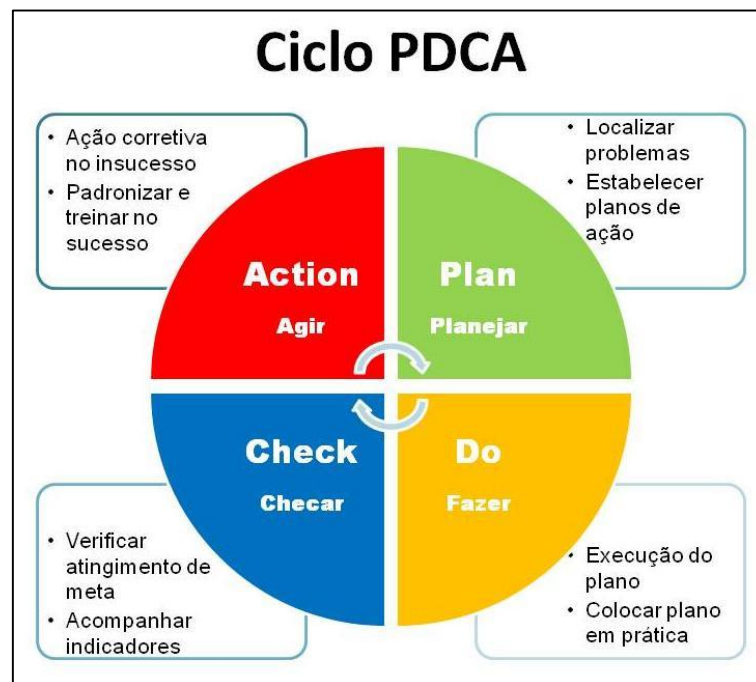 Ciclo PDCA
• Ação corretiva
no insucesso
• Padronizar e
treinar no
sucesso
• Localizar
problemas
• Estabelecer
planos de
ação
Action
Agir
Plan
Planejar
Check
Checar
Do
Fazer
• Verificar
atingimento de
meta
• Acompanhar
indicadores
• Execução do
plano
• Colocar plano
em prática